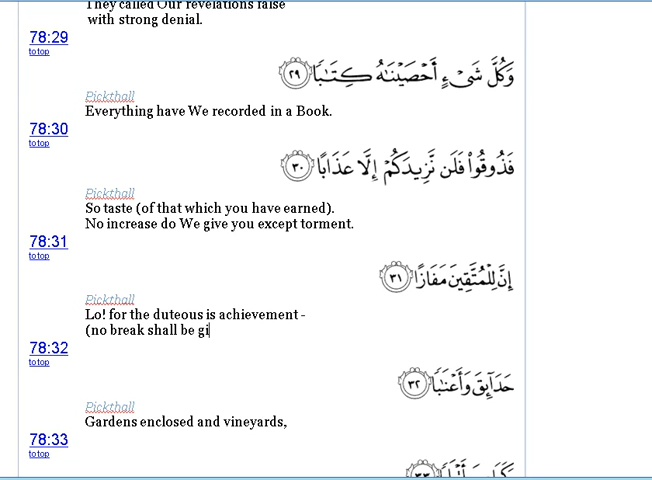 They called Our revelations false
with strong denial.
78:29
to top
وَكُلَّ شَىْءٍ أَحْصَيْنَٰهُ كِتَٰبًا ٢٩
Pickthall
Everything have We recorded in a Book.
78:30
to top
فَذُوقُوا۟ فَلَن نَّزِيدَكُمْ إِلَّا عَذَابًا ٣٠
Pickthall
So taste (of that which you have earned).
No increase do We give you except torment.
78:31
to top
إِنَّ لِلْمُتَّقِينَ مَفَازًا ٣١
Pickthall
Lo! for the duteous is achievement -
(no break shall be gi
78:32
to top
حَدَآئِقَ وَأَعْنَٰبًا ٣٢
Pickthall
Gardens enclosed and vineyards,
78:33
to top